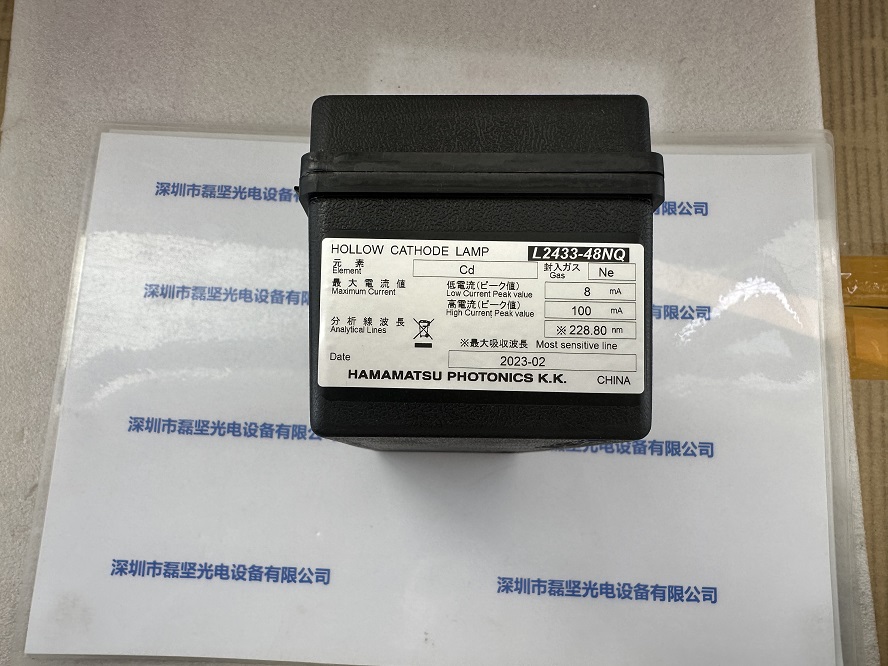 深圳市磊坚光电设备有
有限公司
HOLLOW CATHODE LAMP L2433-48NQ
元素 Cd 封入ガス Ne
Element Gas
最大電流値 低電流(ピーク値) 8 mA
Maximum Current Low Current Peak value
高電流(ピーク値) 100 mA
High Current Peak value
分析線波長 ※228.80 nm
Analytical Lines
※最大吸収波長 Most sensitive line
Date 2023-02
HAMAMATSU PHOTONICS K.K. CHINA
深圳市磊坚光电设备有
有限公司
深圳市磊坚光电设备有限公
光电设备有限公司
深圳市磊坚光电设备有限公司
深圳市磊坚光电设备有限公司